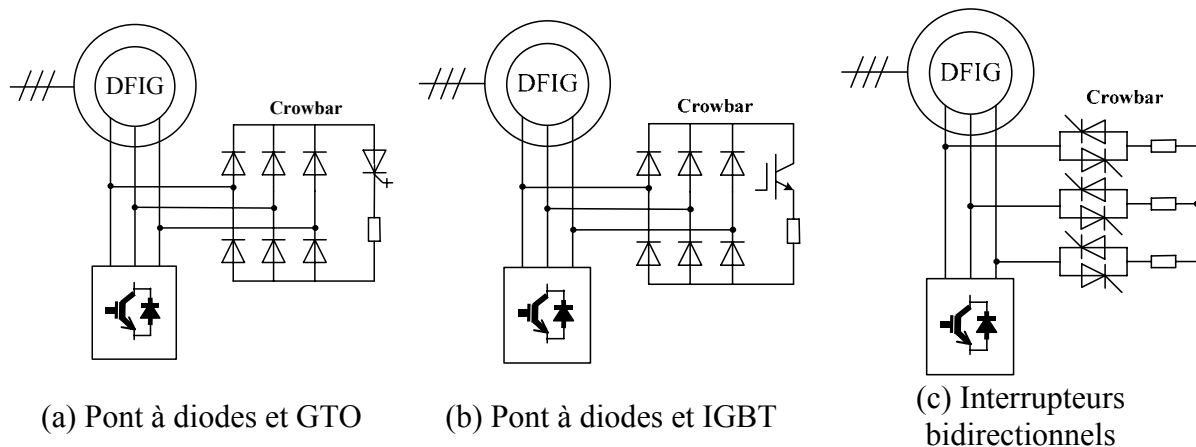 DFIG
Crowbar
DFIG
Crowbar
DFIG
Crowbar
(a) Pont à diodes et GTO
(b) Pont à diodes et IGBT
(c) Interrupteurs
bidirectionnels